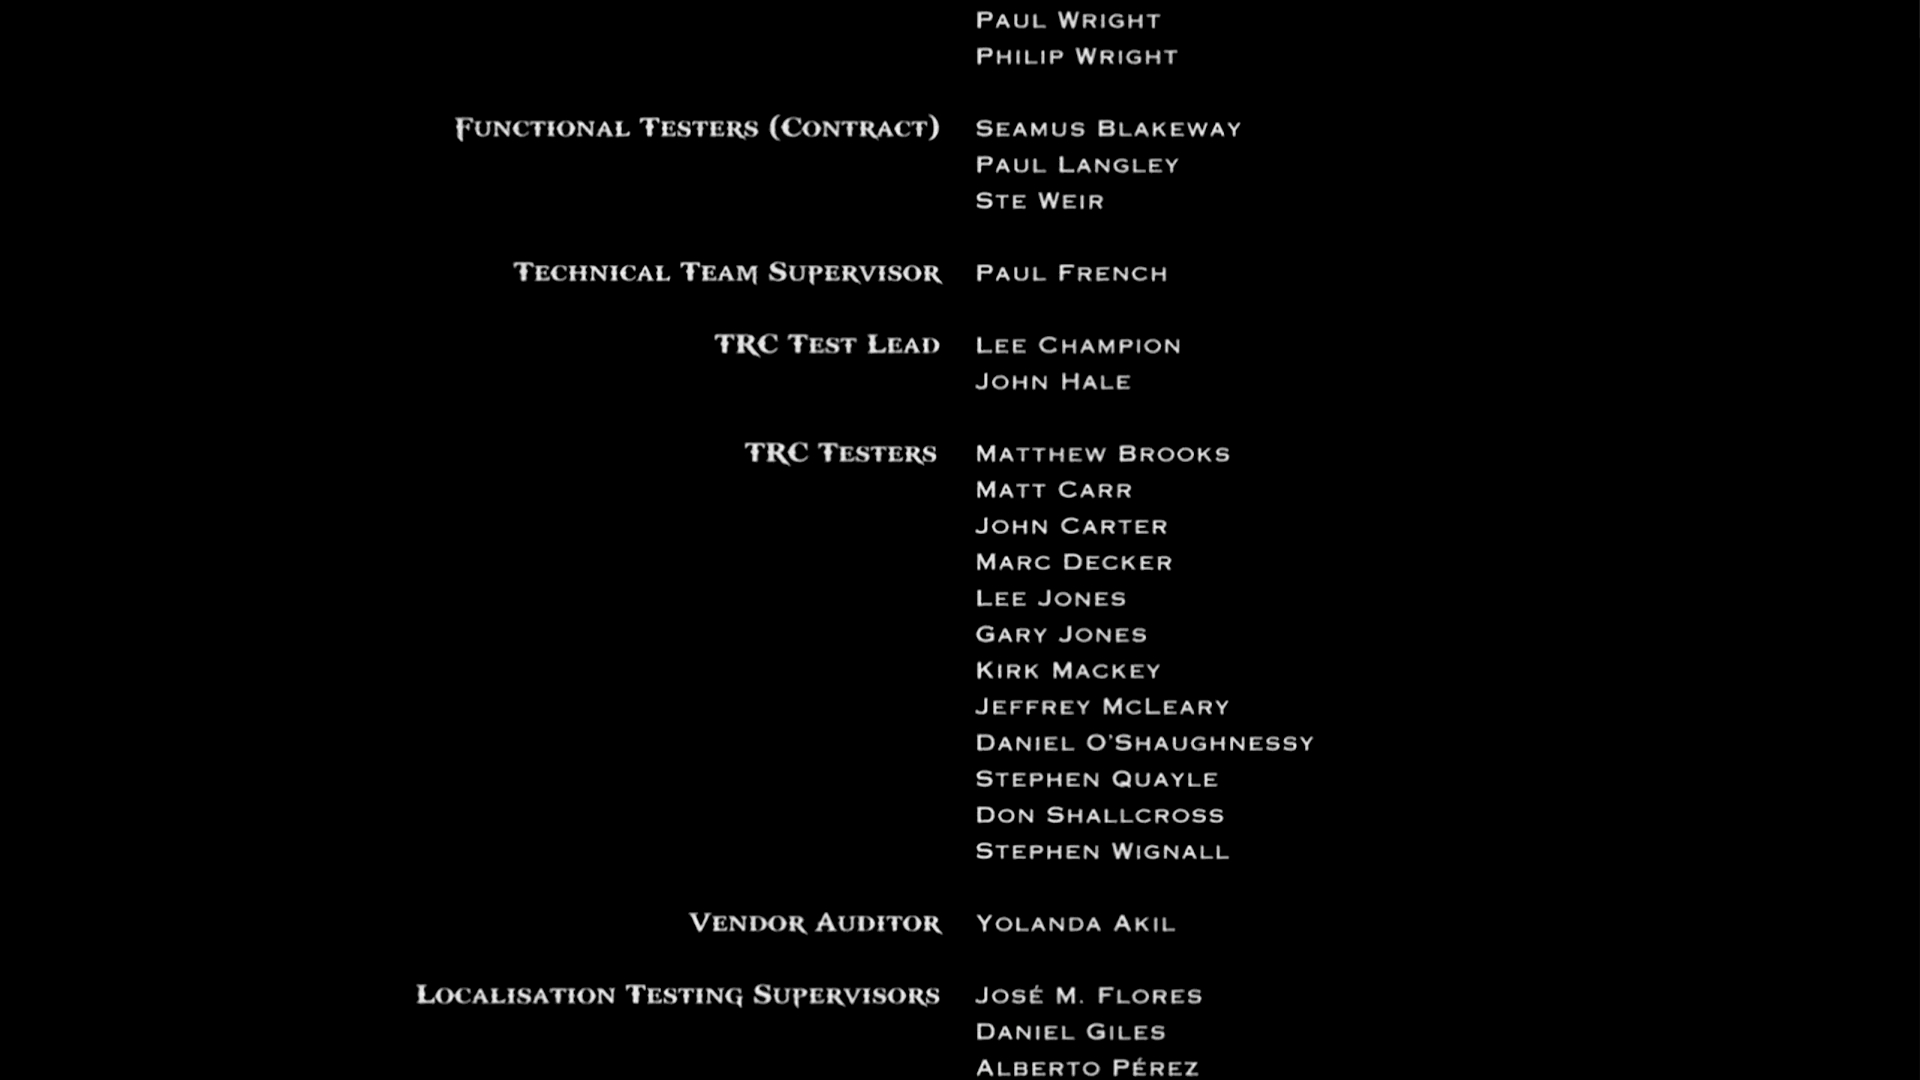 Paul Wright
Philip Wright
Functional Testers (Contract) Seamus Blakeway
Paul Langley
Ste Weir
Technical Team Supervisor Paul French
TRC Test Lead Lee Champion
John Hale
TRC Testers Matthew Brooks
Matt Carr
John Carter
Marc Decker
Lee Jones
Gary Jones
Kirk Mackey
Jeffrey McLeary
Daniel O'Shaughnessy
Stephen Quayle
Don Shallcross
Stephen Wignall
Vendor Auditor Yolanda Akil
Localisation Testing Supervisors José M. Flores
Daniel Giles
Alberto Pérez